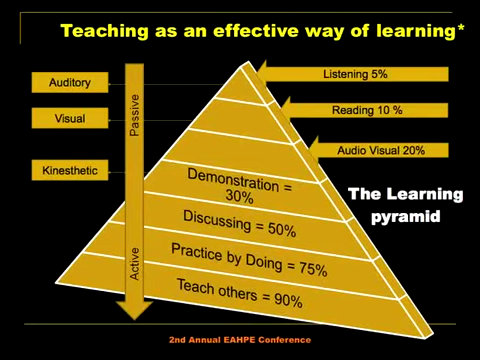 Teaching as an effective way of learning*
Auditory
Visual
Kinesthetic
Passive
Active
Listening 5%
Reading 10 %
Audio Visual 20%
Demonstration =
30%
Discussing = 50%
Practice by Doing = 75%
Teach others = 90%
The Learning
pyramid
2nd Annual EAHPE Conference